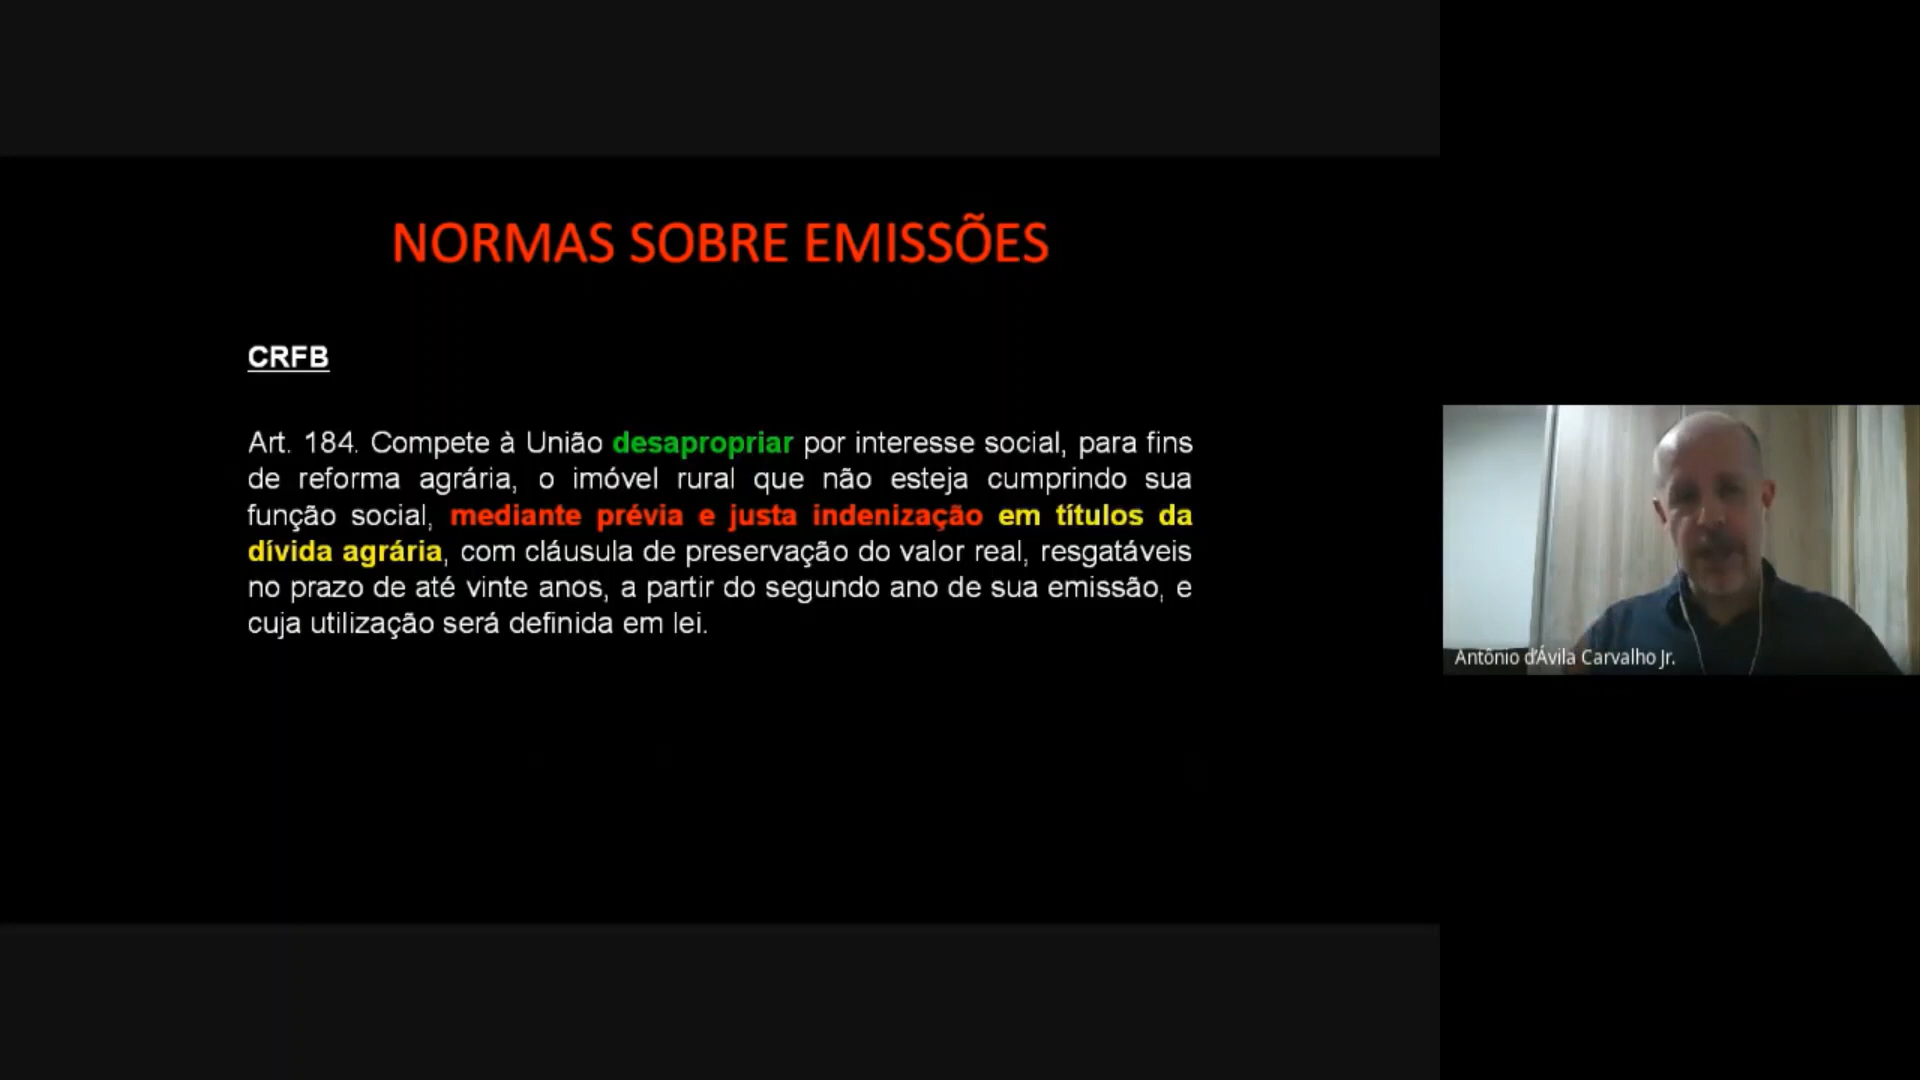 NORMAS SOBRE EMISSÕES
CRFB
Art. 184. Compete à União desapropriar por interesse social, para fins
de reforma agrária, o imóvel rural que não esteja cumprindo sua
função social, mediante prévia e justa indenização em títulos da
dívida agrária, com cláusula de preservação do valor real, resgatáveis
no prazo de até vinte anos, a partir do segundo ano de sua emissão, e
cuja utilização será definida em lei.
Antônio d'Ávila Carvalho Jr.